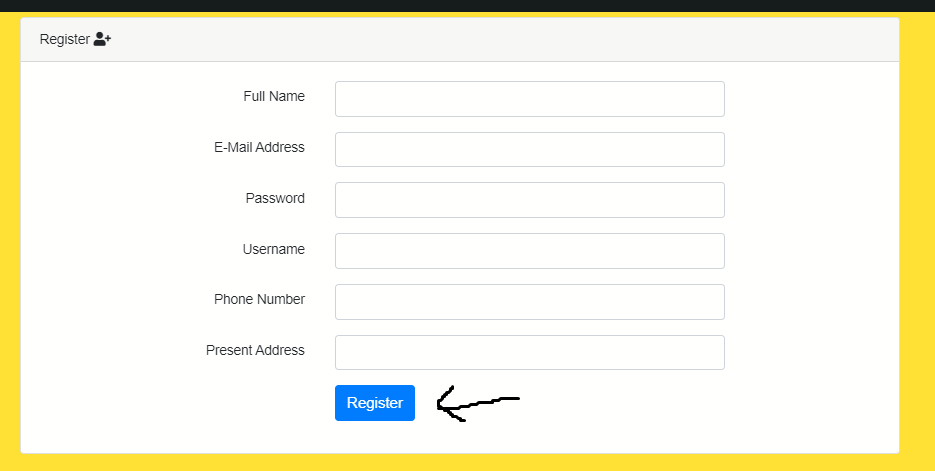 Register
Full Name
E-Mail Address
Password
Username
Phone Number
Present Address
Register